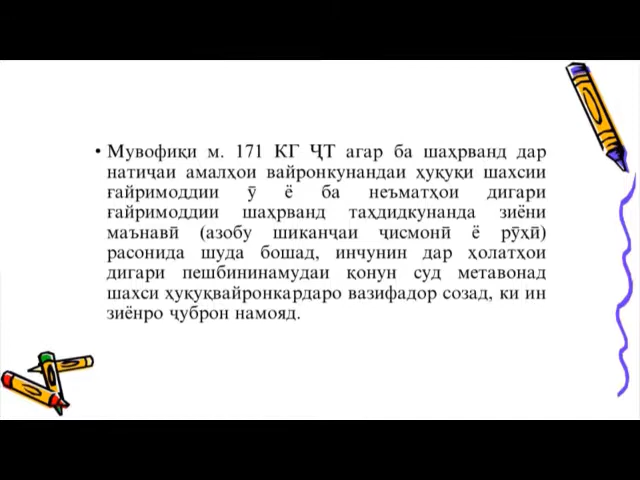 • Мувофиқи м. 171 КГ ҶТ агар ба шаҳрванд дар
натиҷаи амалҳои вайронкунандаи ҳуқуқи шахсии
ғайримоддии ӯ ё ба неъматҳои дигари
ғайримоддии шаҳрванд таҳдидкунанда зиёни
маънавӣ (азобу шиканҷаи ҷисмонӣ ё рӯҳӣ)
расонида шуда бошад, инчунин дар ҳолатҳои
дигари пешбининамудаи қонун суд метавонад
шахси ҳуқуқвайронкардаро вазифадор созад, ки ин
зиёнро ҷуброн намояд.